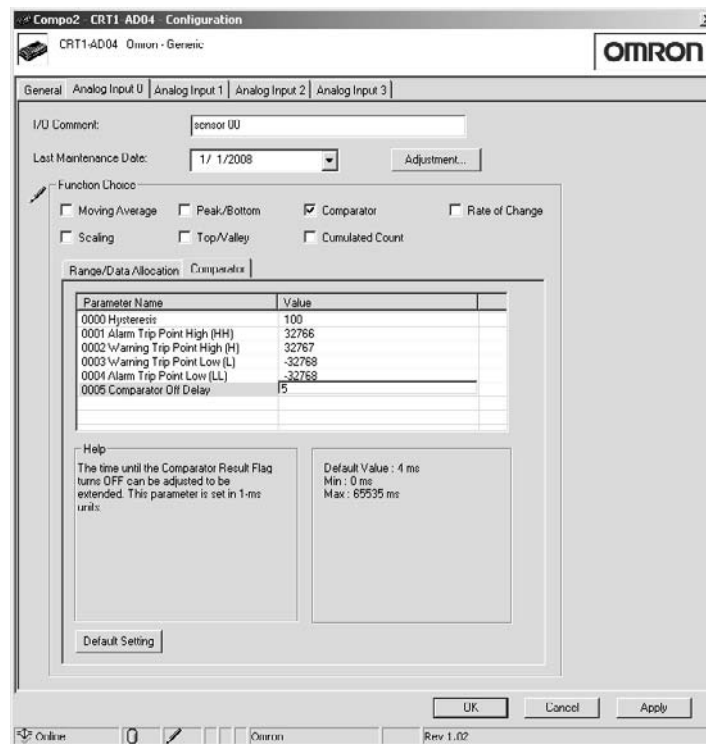 Compo2 - CRT1-AD04 - Configuration
CRT1-AD04 Omron - Generic
OMRON
General Analog Input 0 Analog Input 1 Analog Input 2 Analog Input 3
I/O Comment: sensor 00
Last Maintenance Date: 1/ 1/2008 Adjustment...
Function Choice
Moving Average Peak/Bottom Comparator Rate of Change
Scaling Top/Valley Cumulated Count
Range/Data Allocation Comparator
Parameter Name Value
0000 Hysteresis 100
0001 Alarm Trip Point High (HH) 32766
0002 Warning Trip Point High (H) 32767
0003 Warning Trip Point Low (L) -32768
0004 Alarm Trip Point Low (LL) -32768
0005 Comparator Off Delay 5
Help
The time until the Comparator Result Flag
turns OFF can be adjusted to be
extended. This parameter is set in 1-ms
units.
Default Value : 4 ms
Min : 0 ms
Max : 65535 ms
Default Setting
OK Cancel Apply
Online Omron Rev 1.02